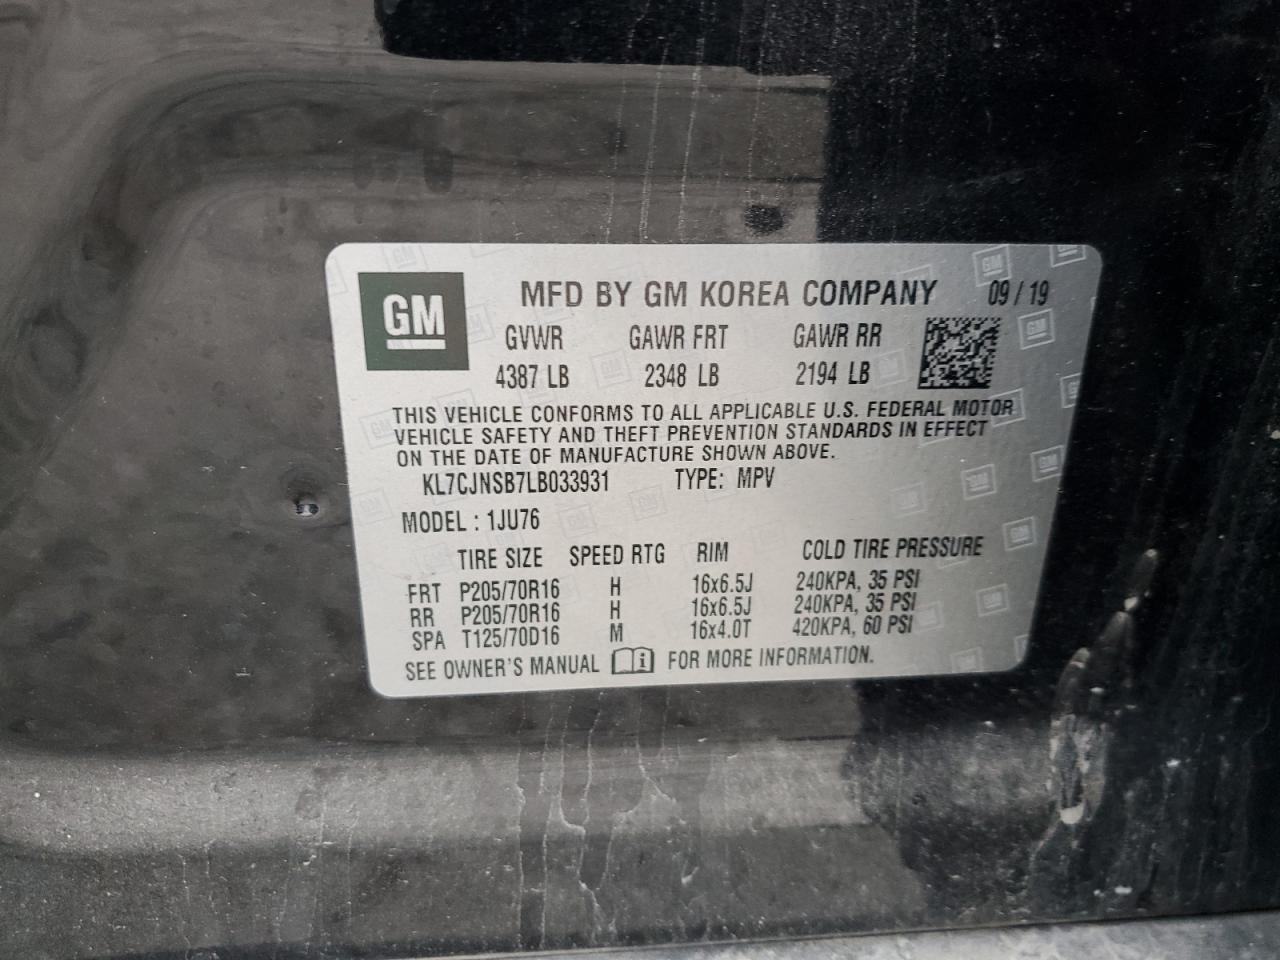 GM MFD BY GM KOREA COMPANY 09 / 19
GVWR GAWR FRT GAWR RR
4387 LB 2348 LB 2194 LB
THIS VEHICLE CONFORMS TO ALL APPLICABLE U.S. FEDERAL MOTOR
VEHICLE SAFETY AND THEFT PREVENTION STANDARDS IN EFFECT
ON THE DATE OF MANUFACTURE SHOWN ABOVE.
KL7CJNSB7LB033931 TYPE: MPV
MODEL : 1JU76
TIRE SIZE SPEED RTG RIM COLD TIRE PRESSURE
FRT P205/70R16 H 16x6.5J 240KPA, 35 PSI
RR P205/70R16 H 16x6.5J 240KPA, 35 PSI
SPA T125/70D16 M 16x4.0T 420KPA, 60 PSI
SEE OWNER'S MANUAL FOR MORE INFORMATION.